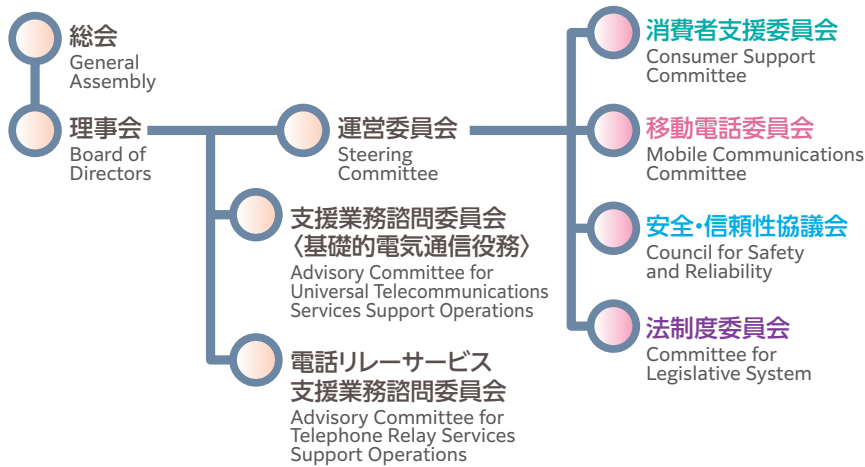 総会
General
Assembly
理事会
Board of
Directors
運営委員会
Steering
Committee
支援業務諮問委員会
〈基礎的電気通信役務〉
Advisory Committee for
Universal Telecommunications
Services Support Operations
電話リレーサービス
支援業務諮問委員会
Advisory Committee for
Telephone Relay Services
Support Operations
消費者支援委員会
Consumer Support
Committee
移動電話委員会
Mobile Communications
Committee
安全・信頼性協議会
Council for Safety
and Reliability
法制度委員会
Committee for
Legislative System